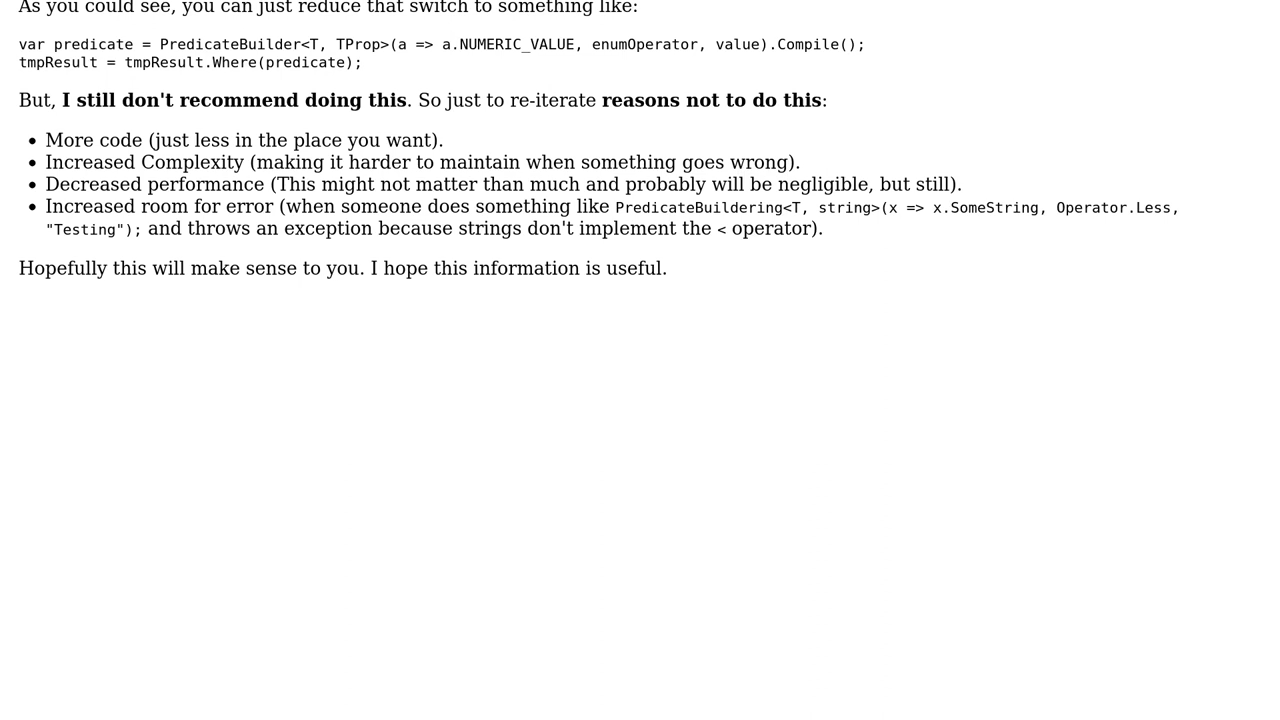 As you could see, you can just reduce that switch to something like:
var predicate = PredicateBuilder<T, TProp>(a => a.NUMERIC_VALUE, enumOperator, value).Compile();
tmpResult = tmpResult.Where(predicate);
But, I still don't recommend doing this. So just to re-iterate reasons not to do this:
• More code (just less in the place you want).
• Increased Complexity (making it harder to maintain when something goes wrong).
• Decreased performance (This might not matter than much and probably will be negligible, but still).
• Increased room for error (when someone does something like PredicateBuildering<T, string>(x => x.SomeString, Operator.Less,
"Testing"); and throws an exception because strings don't implement the < operator).
Hopefully this will make sense to you. I hope this information is useful.